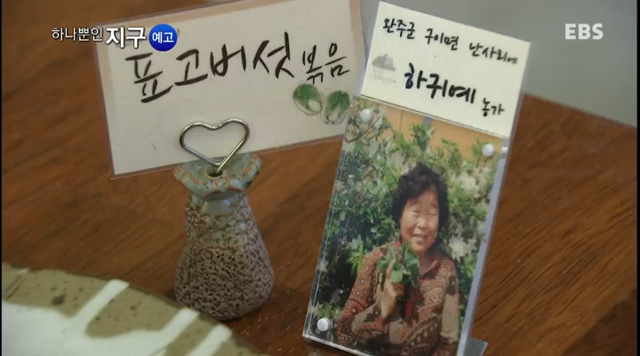 하나뿐인 지구 예고
EBS
표고버섯볶음
완주군 구이면 난사리에
하귀예 농가